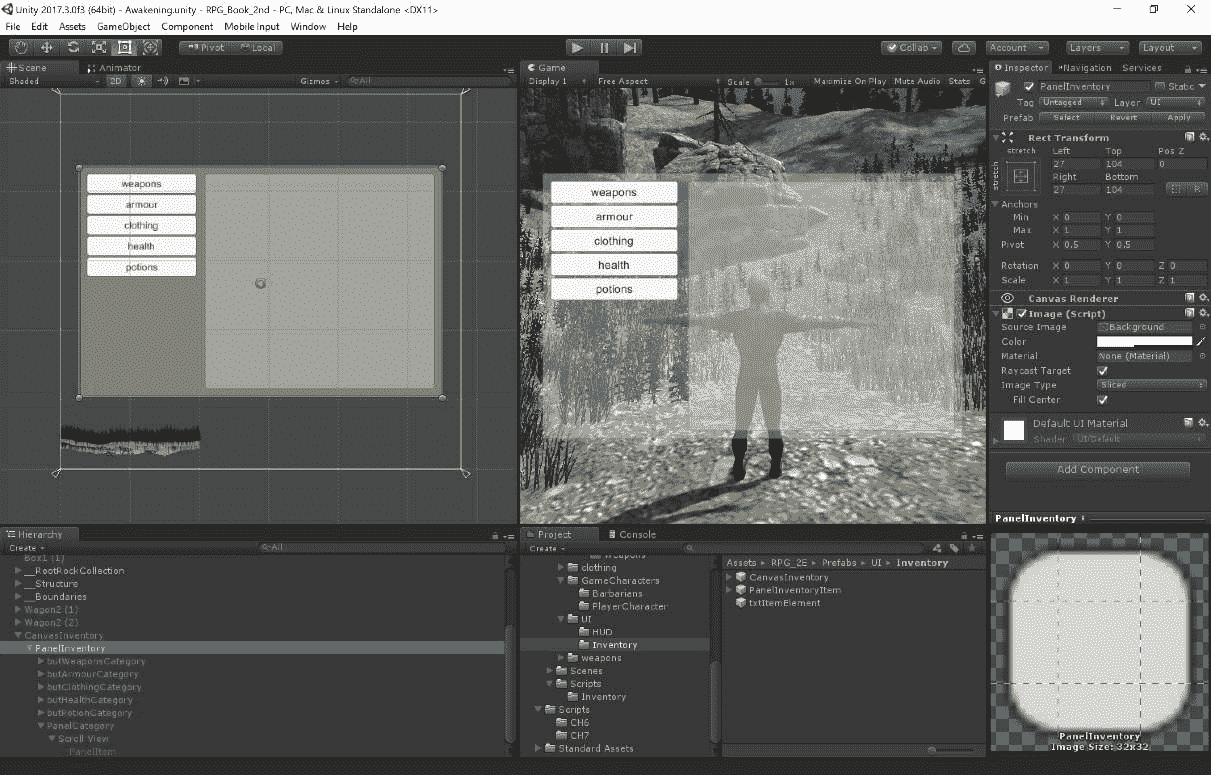 Unity 2017.3.0f3 (64bit) - Awakening.unity - RPG_Book_2nd - PC, Mac & Linux Standalone <DX11>
File Edit Assets GameObject Component Mobile Input Window Help
Pivot Local Collab Account Layers Layout
Scene Animator
Shaded 2D Gizmos All
weapons
armour
clothing
health
potions
Game
Display 1 Free Aspect Scale 1x Maximize On Play Mute Audio Stats G
weapons
armour
clothing
health
potions
Inspector Navigation Services
PanelInventory Static
Tag Untagged Layer UI
Prefab Select Revert Apply
Rect Transform
stretch Left Top Pos Z
27 104 0
stretch Right Bottom
27 104 R
Anchors
Min X 0 Y 0
Max X 1 Y 1
Pivot X 0.5 Y 0.5
Rotation X 0 Y 0 Z 0
Scale X 1 Y 1 Z 1
Canvas Renderer
Image (Script)
Source Image Background
Color
Material None (Material)
Raycast Target
Image Type Sliced
Fill Center
Default UI Material
Shader UI/Default
Add Component
PanelInventory
PanelInventory
Image Size: 32x32
Hierarchy
Create All
Box1 (1)
__RootRockCollection
__Structure
__Boundaries
Wagon2 (1)
Wagon2 (2)
CanvasInventory
PanelInventory
butWeaponsCategory
butArmourCategory
butClothingCategory
butHealthCategory
butPotionCategory
PanelCategory
Scroll View
PanelItem
Project Console
Create
weapons
clothing
GameCharacters
Barbarians
PlayerCharacter
UI
HUD
Inventory
weapons
Scenes
Scripts
Inventory
Scripts
CH6
CH7
Standard Assets
Assets RPG_2E Prefabs UI Inventory
CanvasInventory
PanelInventoryItem
txtItemElement